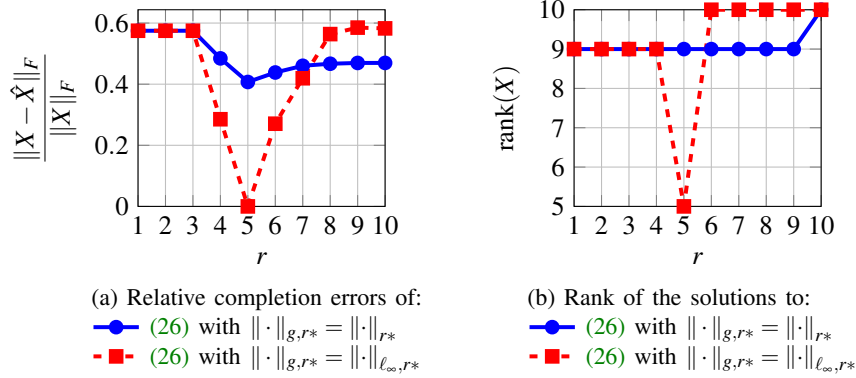 0.6
0.4
0.2
0
1 2 3 4 5 6 7 8 9 10
r
‖X − X̂‖_F
‖X‖_F
10
9
8
7
6
5
1 2 3 4 5 6 7 8 9 10
r
rank(X)
(a) Relative completion errors of:
(26) with ‖ · ‖_{g,r∗} = ‖·‖_{r∗}
(26) with ‖ · ‖_{g,r∗} = ‖·‖_{ℓ∞,r∗}
(b) Rank of the solutions to:
(26) with ‖ · ‖_{g,r∗} = ‖·‖_{r∗}
(26) with ‖ · ‖_{g,r∗} = ‖·‖_{ℓ∞,r∗}